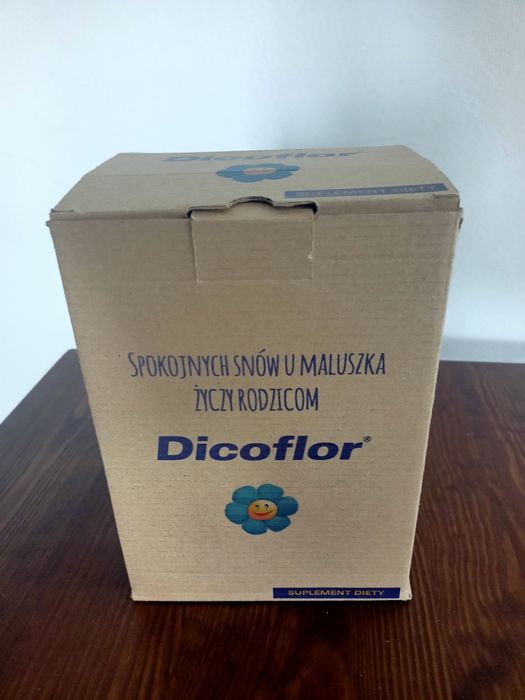 Dicoflor
SUPLEMENT DIETY
SPOKOJNYCH SNÓW U MALUSZKA
ŻYCZY RODZICOM
Dicoflor®
SUPLEMENT DIETY